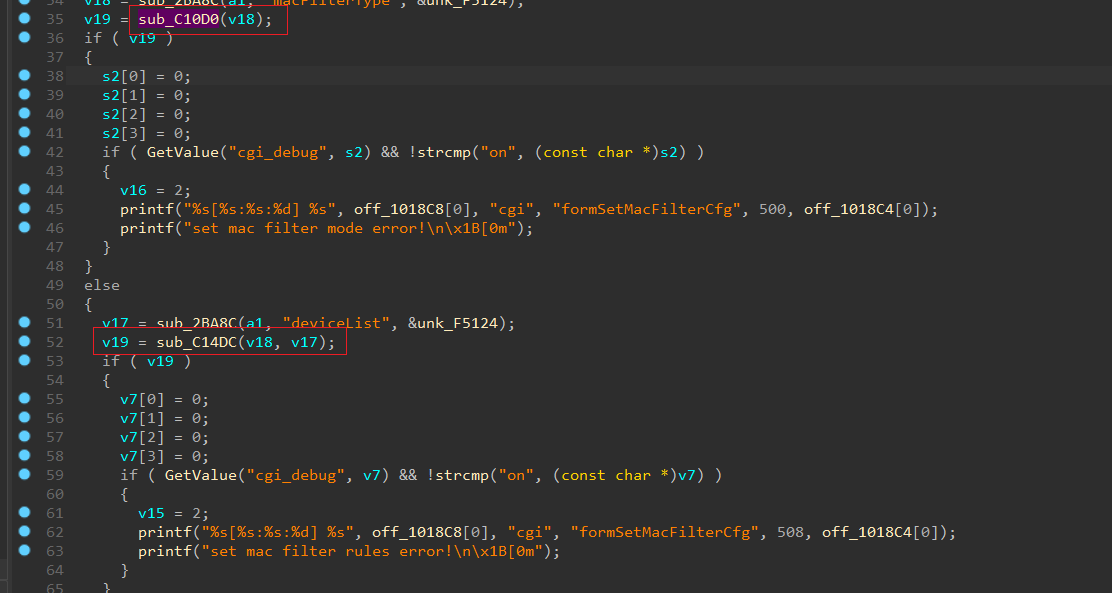 34 v18 = sub_2BA8C(a1, "macFilterType", &unk_F5124);
35 v19 = sub_C10D0(v18);
36 if ( v19 )
37 {
38 s2[0] = 0;
39 s2[1] = 0;
40 s2[2] = 0;
41 s2[3] = 0;
42 if ( GetValue("cgi_debug", s2) && !strcmp("on", (const char *)s2) )
43 {
44 v16 = 2;
45 printf("%s[%s:%s:%d] %s", off_1018C8[0], "cgi", "formSetMacFilterCfg", 500, off_1018C4[0]);
46 printf("set mac filter mode error!\n\x1B[0m");
47 }
48 }
49 else
50 {
51 v17 = sub_2BA8C(a1, "deviceList", &unk_F5124);
52 v19 = sub_C14DC(v18, v17);
53 if ( v19 )
54 {
55 v7[0] = 0;
56 v7[1] = 0;
57 v7[2] = 0;
58 v7[3] = 0;
59 if ( GetValue("cgi_debug", v7) && !strcmp("on", (const char *)v7) )
60 {
61 v15 = 2;
62 printf("%s[%s:%s:%d] %s", off_1018C8[0], "cgi", "formSetMacFilterCfg", 508, off_1018C4[0]);
63 printf("set mac filter rules error!\n\x1B[0m");
64 }
65 }